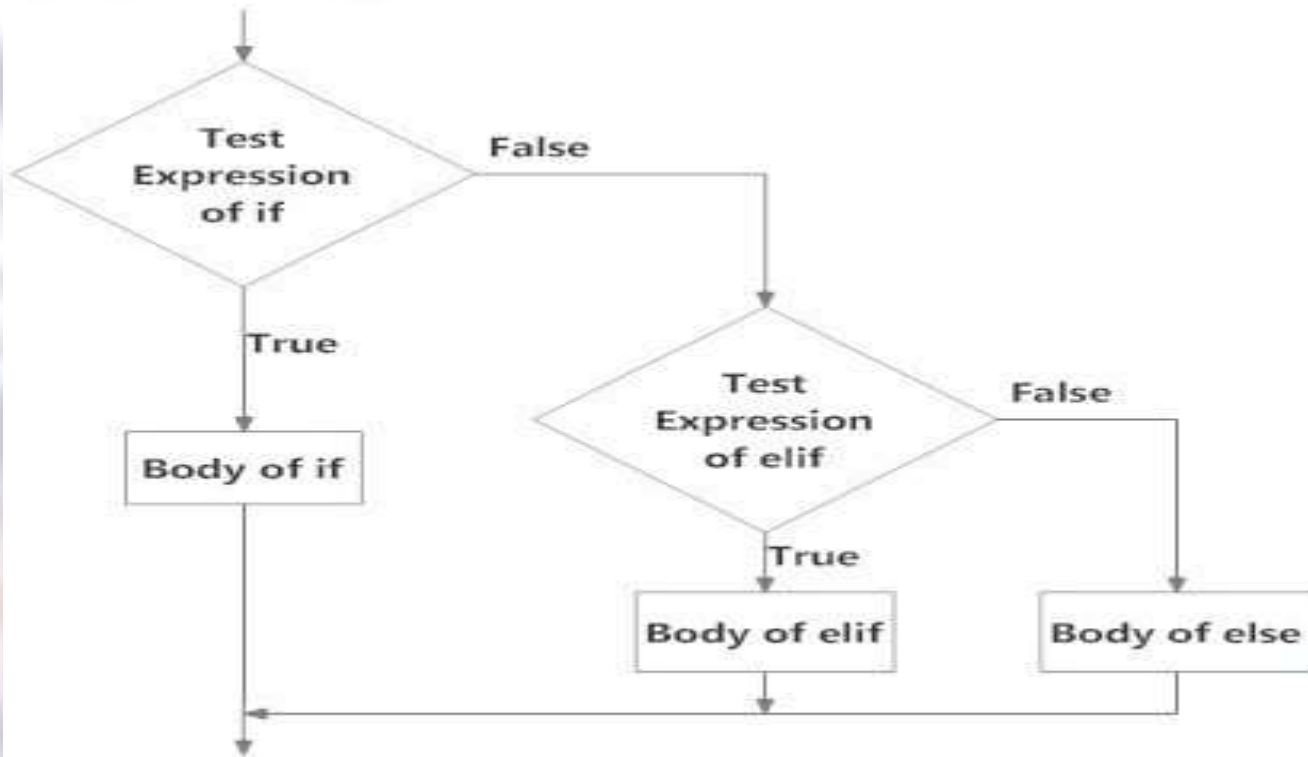 Test
Expression
of if
False
True
Body of if
Test
Expression
of elif
False
True
Body of elif
Body of else